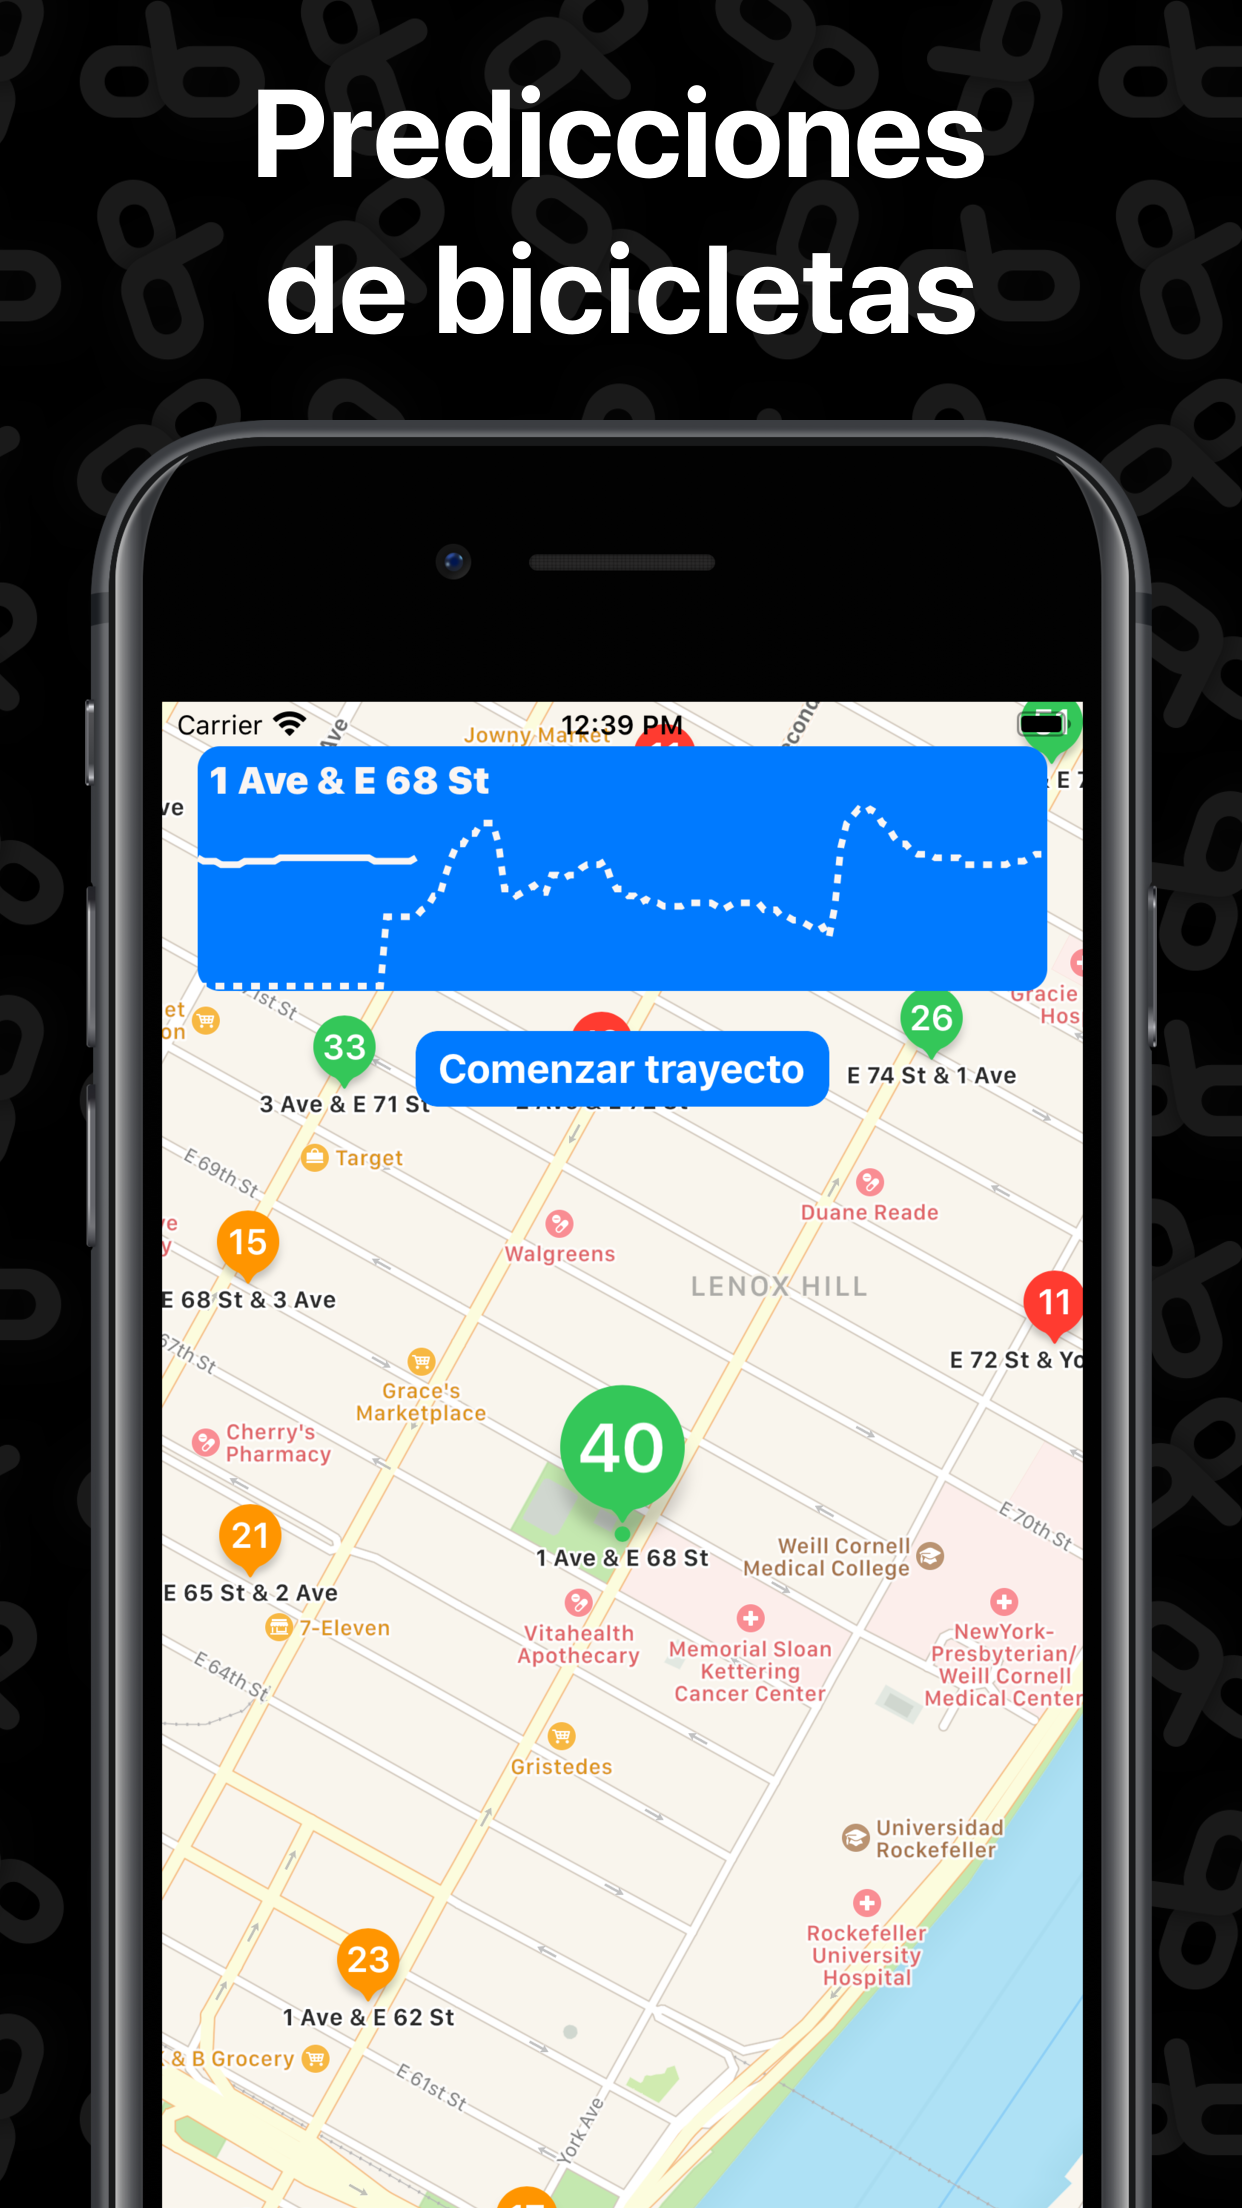 Predicciones
de bicicletas
Carrier
12:39 PM
Jowny Market
Ave
1 Ave & E 68 St
33
3 Ave & E 71 St
Comenzar trayecto
26
E 74 St & 1 Ave
Gracie
Target
E 69th St
Duane Reade
Walgreens
15
E 68 St & 3 Ave
LENOX HILL
11
E 72 St & Yo
67th St
Grace's
Marketplace
Cherry's
Pharmacy
40
1 Ave & E 68 St
E 70th St
Weill Cornell
Medical College
21
E 65 St & 2 Ave
7-Eleven
Vitahealth
Apothecary
Memorial Sloan
Kettering
Cancer Center
NewYork-
Presbyterian/
Weill Cornell
Medical Center
E 64th St
Gristedes
Universidad
Rockefeller
Rockefeller
University
Hospital
23
1 Ave & E 62 St
& B Grocery
E 61st St
York Ave